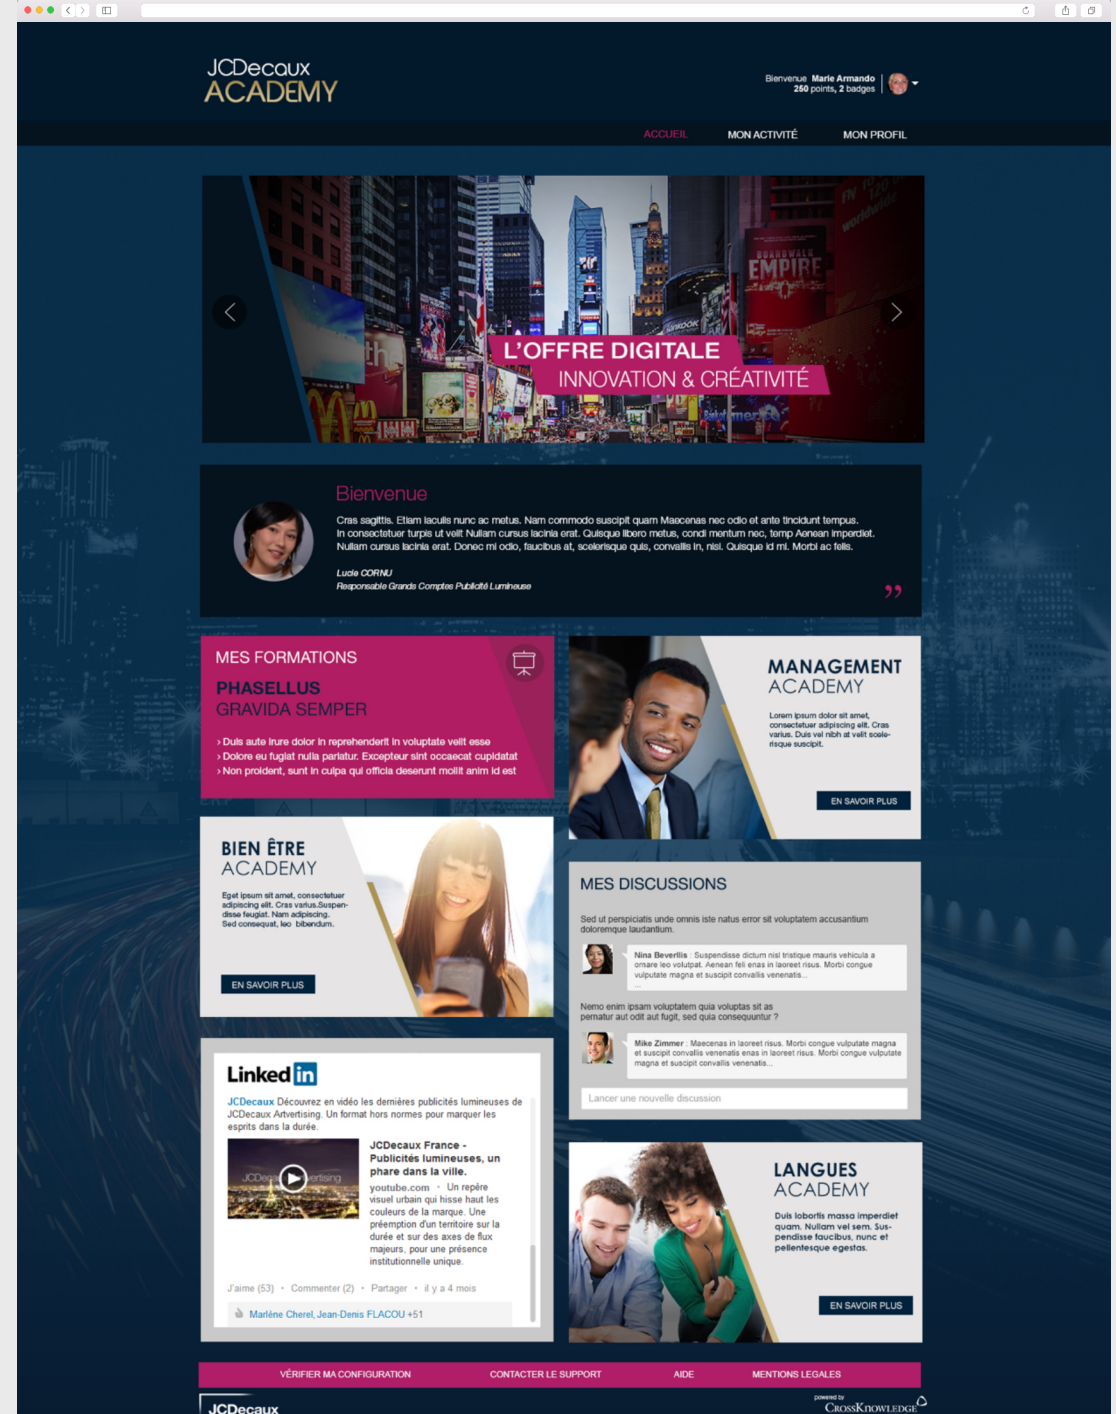 JCDecaux
ACADEMY
Bienvenue Marie Armando
250 points, 2 badges
ACCUEIL
MON ACTIVITÉ
MON PROFIL
BOARDWALK
EMPIRE
L'OFFRE DIGITALE
INNOVATION & CRÉATIVITÉ
Bienvenue
Cras sagittis. Etiam iaculis nunc ac metus. Nam commodo suscipit quam Maecenas nec odio et ante tincidunt tempus.
In consectetuer turpis ut velit Nullam cursus lacinia erat. Quisque libero metus, condi mentum nec, temp Aenean imperdiet.
Nullam cursus lacinia erat. Donec mi odio, faucibus at, scelerisque quis, convallis in, nisl. Quisque id mi. Morbi ac felis.
Lucie CORNU
Responsable Grands Comptes Publicité Lumineuse
”
MES FORMATIONS
PHASELLUS
GRAVIDA SEMPER
› Duis aute irure dolor in reprehenderit in voluptate velit esse
› Dolore eu fugiat nulla pariatur. Excepteur sint occaecat cupidatat
› Non proident, sunt in culpa qui officia deserunt mollit anim id est
MANAGEMENT
ACADEMY
Lorem ipsum dolor sit amet,
consectetuer adipiscing elit. Cras
varius. Duis vel nibh at velit scele-
risque suscipit.
EN SAVOIR PLUS
BIEN ÊTRE
ACADEMY
Eget ipsum sit amet, consectetuer
adipiscing elit. Cras varius.Suspen-
disse feugiat. Nam adipiscing.
Sed consequat, leo bibendum.
EN SAVOIR PLUS
MES DISCUSSIONS
Sed ut perspiciatis unde omnis iste natus error sit voluptatem accusantium
doloremque laudantium.
Nina Beverllis : Suspendisse dictum nisl tristique mauris vehicula a
ornare leo volutpat. Aenean feli enas in laoreet risus. Morbi congue
vulputate magna et suscipit convallis venenatis...
...
Nemo enim ipsam voluptatem quia voluptas sit as
pernatur aut odit aut fugit, sed quia consequuntur ?
Mike Zimmer : Maecenas in laoreet risus. Morbi congue vulputate magna
et suscipit convallis venenatis enas in laoreet risus. Morbi congue vulputate
magna et suscipit convallis venenatis...
Lancer une nouvelle discussion
Linked in
JCDecaux Découvrez en vidéo les dernières publicités lumineuses de
JCDecaux Artvertising. Un format hors normes pour marquer les
esprits dans la durée.
JCDecaux France -
Publicités lumineuses, un
phare dans la ville.
youtube.com • Un repère
visuel urbain qui hisse haut les
couleurs de la marque. Une
préemption d'un territoire sur la
durée et sur des axes de flux
majeurs, pour une présence
institutionnelle unique.
J'aime (53) • Commenter (2) • Partager • il y a 4 mois
Marlène Cherel, Jean-Denis FLACOU +51
LANGUES
ACADEMY
Duis lobortis massa imperdiet
quam. Nullam vel sem. Sus-
pendisse faucibus, nunc et
pellentesque egestas.
EN SAVOIR PLUS
VÉRIFIER MA CONFIGURATION
CONTACTER LE SUPPORT
AIDE
MENTIONS LEGALES
JCDecaux
powered by
CROSSKNOWLEDGE